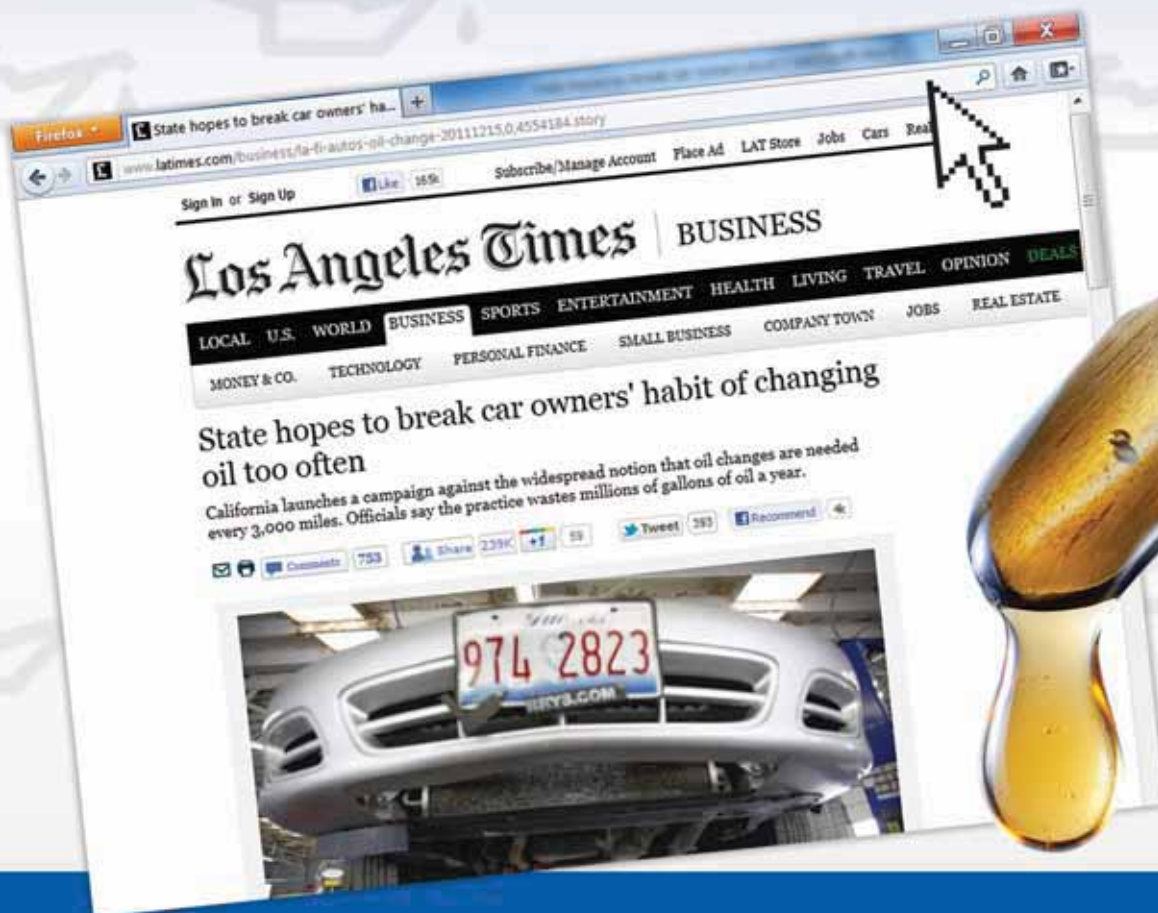 Firefox
State hopes to break car owners' ha... +
www.latimes.com/business/la-fi-autos-oil-change-20111215,0,4554184.story
Sign In or Sign Up Like 165k Subscribe/Manage Account Place Ad LAT Store Jobs Cars Real
Los Angeles Times BUSINESS
LOCAL U.S. WORLD BUSINESS SPORTS ENTERTAINMENT HEALTH LIVING TRAVEL OPINION DEALS
MONEY & CO. TECHNOLOGY PERSONAL FINANCE SMALL BUSINESS COMPANY TOWN JOBS REAL ESTATE
State hopes to break car owners' habit of changing
oil too often
California launches a campaign against the widespread notion that oil changes are needed
every 3,000 miles. Officials say the practice wastes millions of gallons of oil a year.
Comments 753 Share 239K +1 59 Tweet 393 Recommend 4k
974 2823